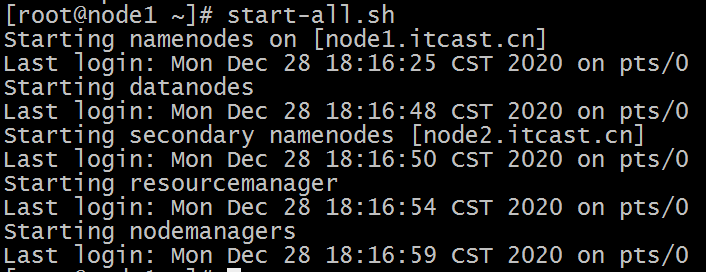 [root@node1 ~]# start-all.sh
Starting namenodes on [node1.itcast.cn]
Last login: Mon Dec 28 18:16:25 CST 2020 on pts/0
Starting datanodes
Last login: Mon Dec 28 18:16:48 CST 2020 on pts/0
Starting secondary namenodes [node2.itcast.cn]
Last login: Mon Dec 28 18:16:50 CST 2020 on pts/0
Starting resourcemanager
Last login: Mon Dec 28 18:16:54 CST 2020 on pts/0
Starting nodemanagers
Last login: Mon Dec 28 18:16:59 CST 2020 on pts/0
[root@node1 ~]#